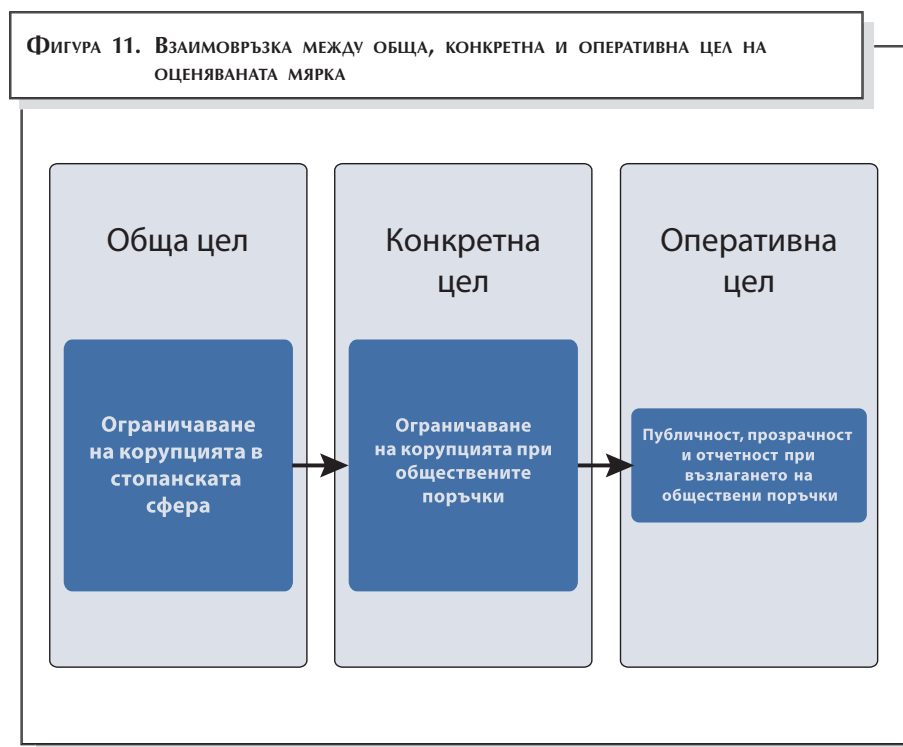 Фигура 11. Взаимовръзка между обща, конкретна и оперативна цел на
оценяваната мярка
Обща цел
Ограничаване
на корупцията в
стопанската
сфера
Конкретна
цел
Ограничаване
на корупцията при
обществените
поръчки
Оперативна
цел
Публичност, прозрачност
и отчетност при
възлагането на
обществени поръчки